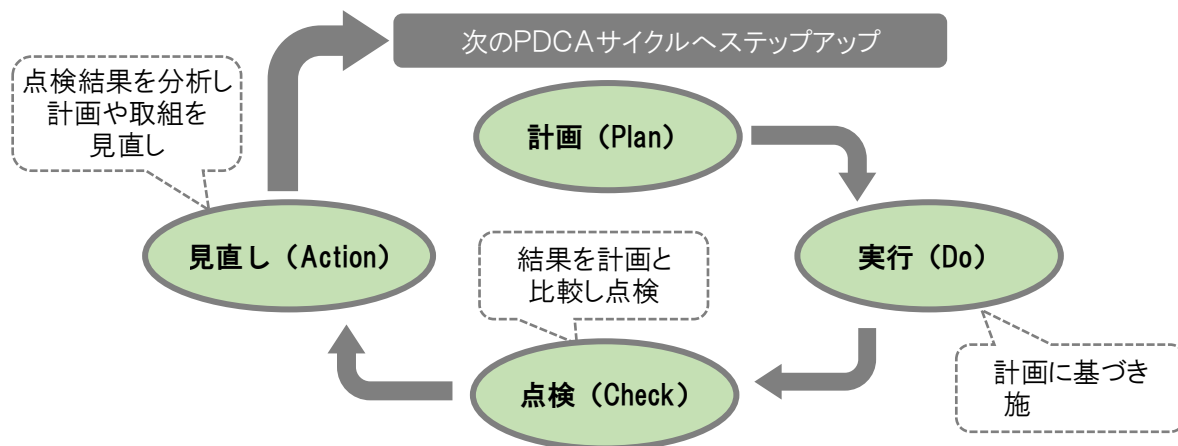 次のPDCAサイクルへステップアップ
点検結果を分析し
計画や取組を
見直し
計画（Plan）
見直し（Action）
結果を計画と
比較し点検
実行（Do）
点検（Check）
計画に基づき
施